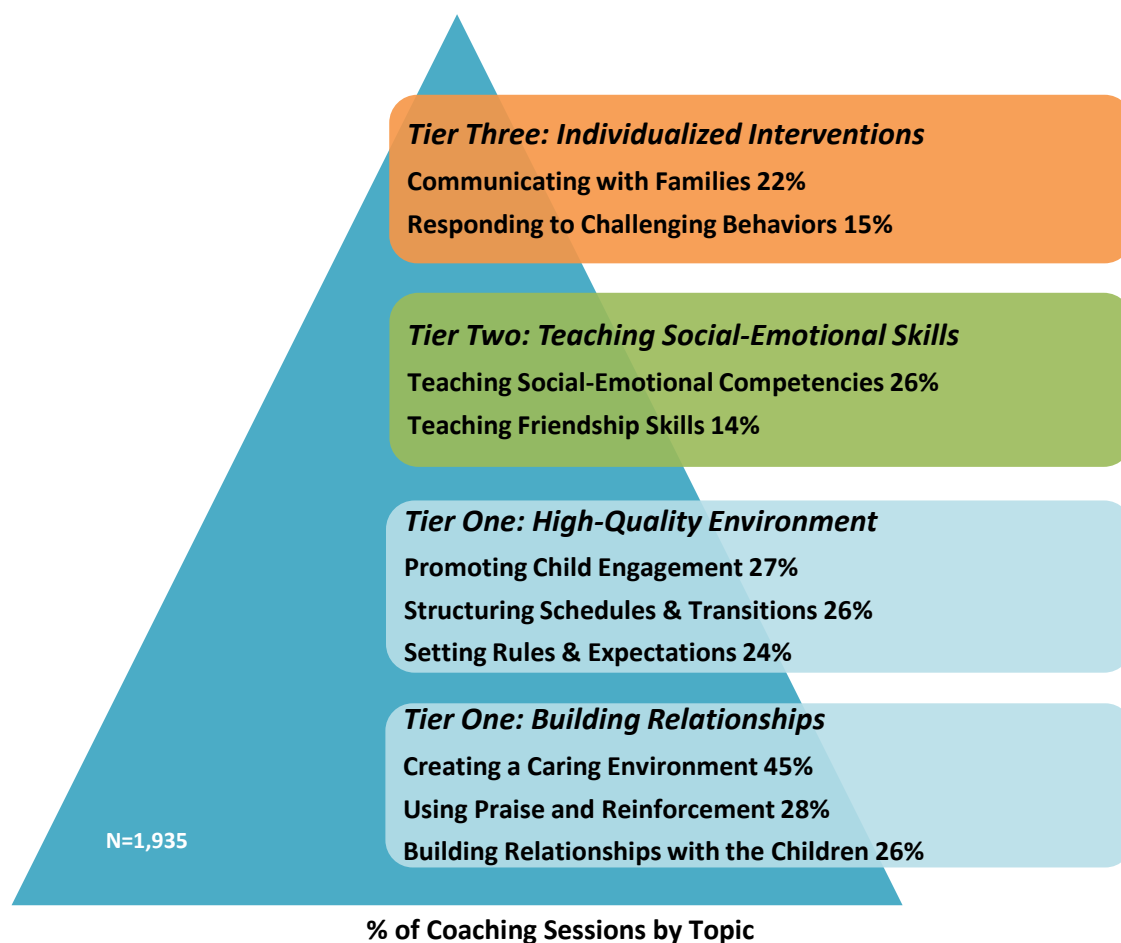 Tier Three: Individualized Interventions
Communicating with Families 22%
Responding to Challenging Behaviors 15%
Tier Two: Teaching Social-Emotional Skills
Teaching Social-Emotional Competencies 26%
Teaching Friendship Skills 14%
Tier One: High-Quality Environment
Promoting Child Engagement 27%
Structuring Schedules & Transitions 26%
Setting Rules & Expectations 24%
Tier One: Building Relationships
Creating a Caring Environment 45%
Using Praise and Reinforcement 28%
Building Relationships with the Children 26%
N=1,935
% of Coaching Sessions by Topic